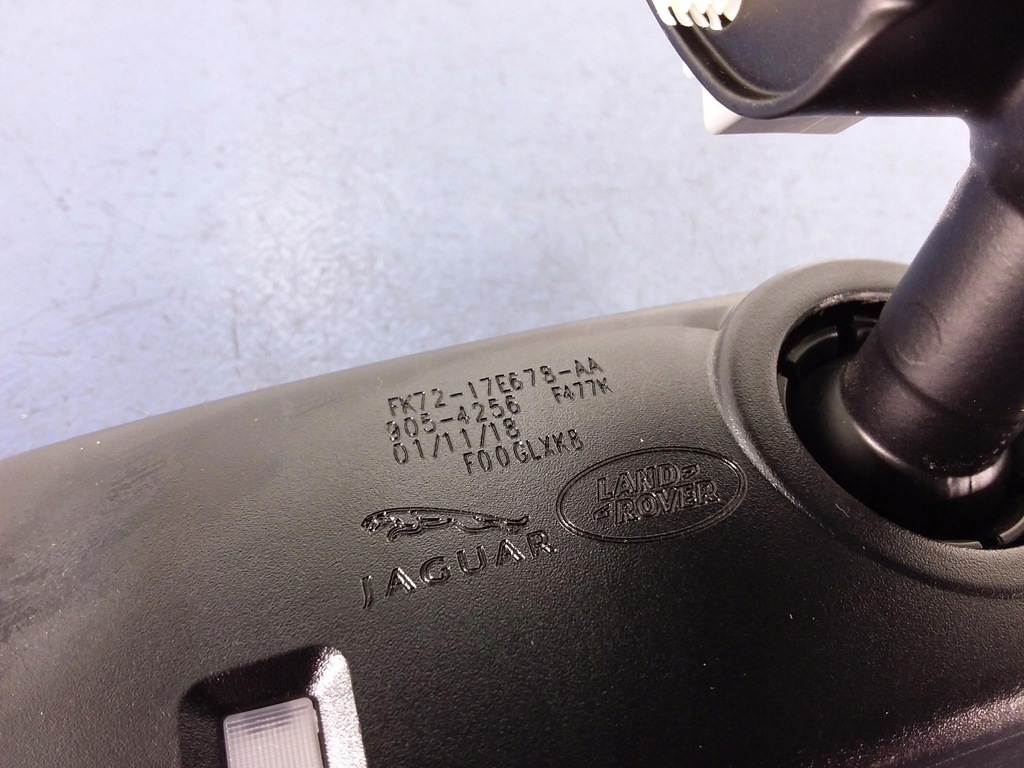 FK72-17E678-AA
905-4256 F477K
01/11/18
F00GLXK8
JAGUAR
LAND
ROVER